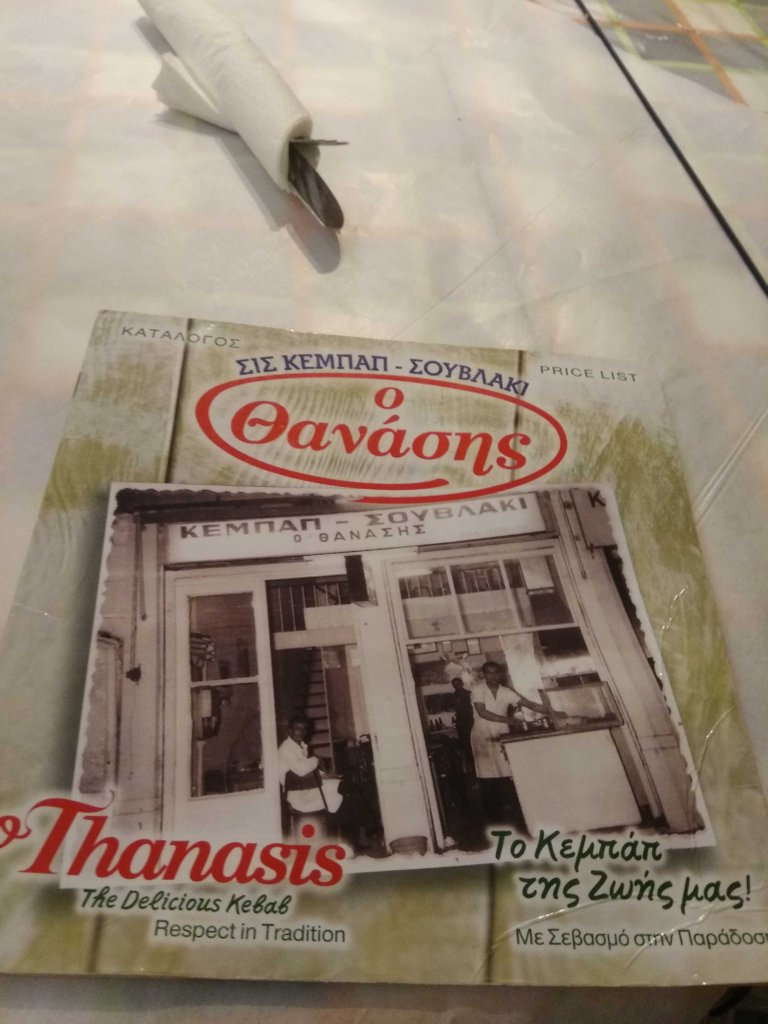 ΚΑΤΑΛΟΓΟΣ
PRICE LIST
ΣΙΣ ΚΕΜΠΑΠ - ΣΟΥΒΛΑΚΙ
ο
Θανάσης
ΚΕΜΠΑΠ - ΣΟΥΒΛΑΚΙ
Ο ΘΑΝΑΣΗΣ
Κ
ο Thanasis
The Delicious Kebab
Respect in Tradition
Το Κεμπάπ
της Ζωής μας!
Με Σεβασμό στην